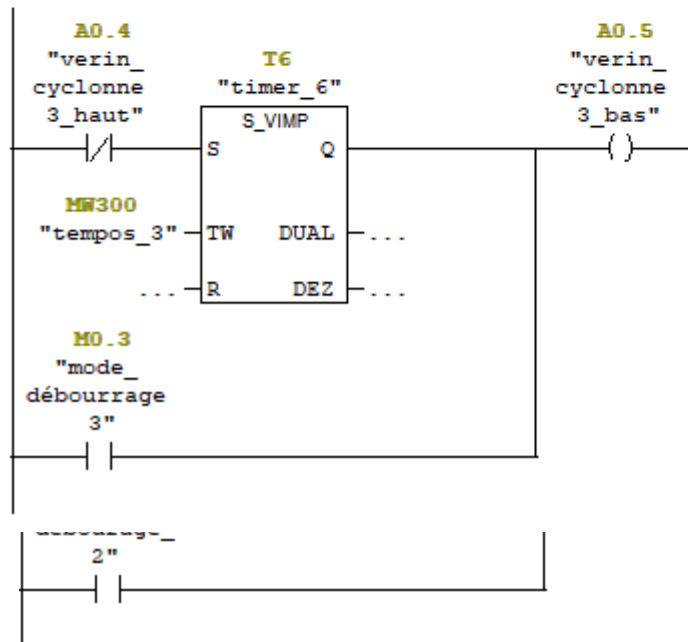 A0.4
"verin_
cyclonne
3_haut"
T6
"timer_6"
S_VIMP
S
Q
A0.5
"verin_
cyclonne
3_bas"
MW300
"tempos_3"
TW
DUAL
...
...
R
DEZ
...
M0.3
"mode_
débourrage
3"
2"